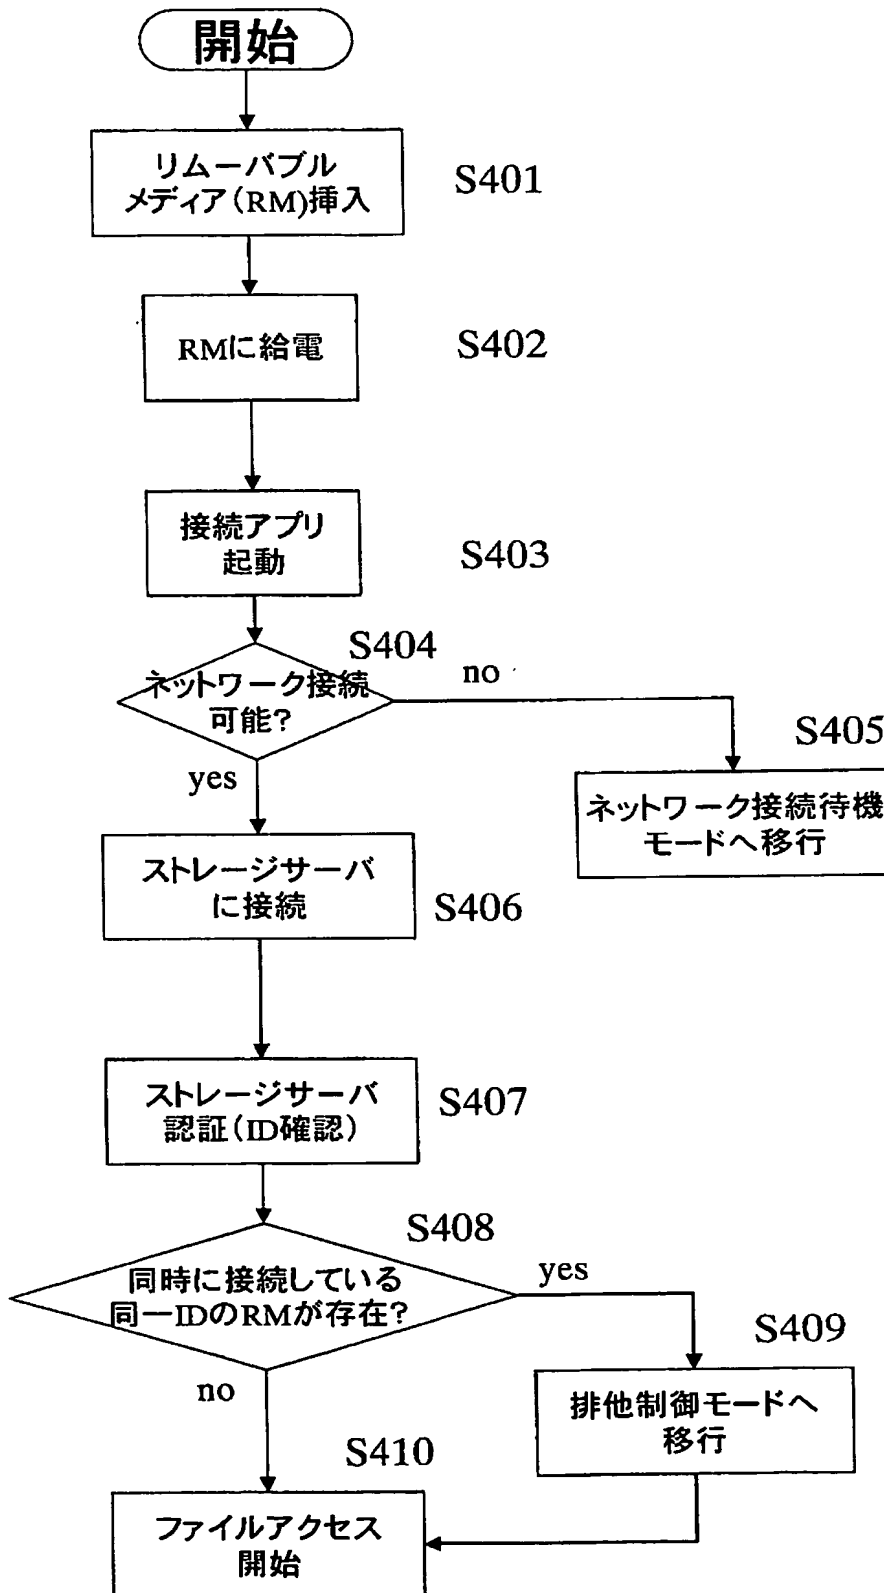 開始
リムーバブル
メディア(RM)挿入
S401
RMに給電
S402
接続アプリ
起動
S403
S404
ネットワーク接続
可能?
no
yes
S405
ネットワーク接続待機
モードへ移行
ストレージサーバ
に接続
S406
ストレージサーバ
認証(ID確認)
S407
S408
同時に接続している
同一IDのRMが存在?
yes
no
S409
排他制御モードへ
移行
S410
ファイルアクセス
開始